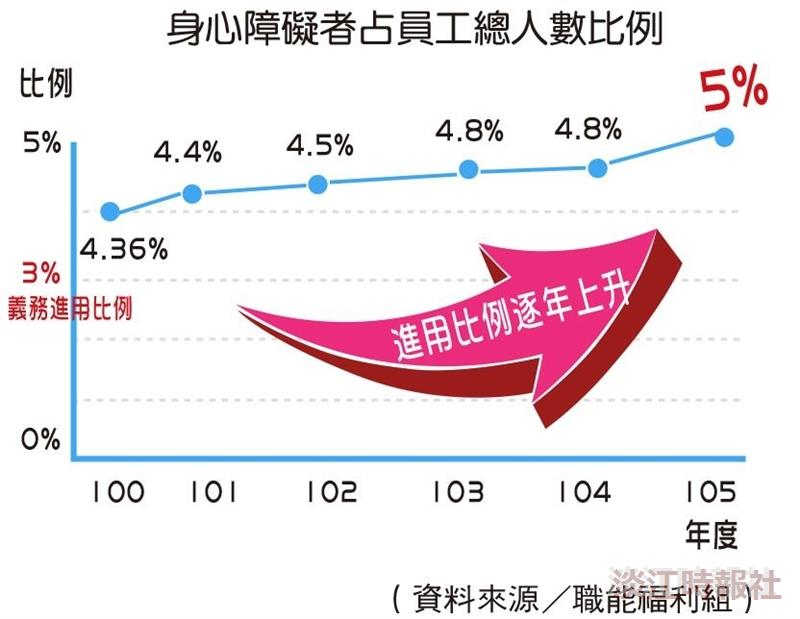 身心障礙者占員工總人數比例
比例
5%
5%
4.4%
4.5%
4.8%
4.8%
4.36%
3%
義務進用比例
進用比例逐年上升
0%
100 101 102 103 104 105
年度
(資料來源／職能福利組)
淡江時報社